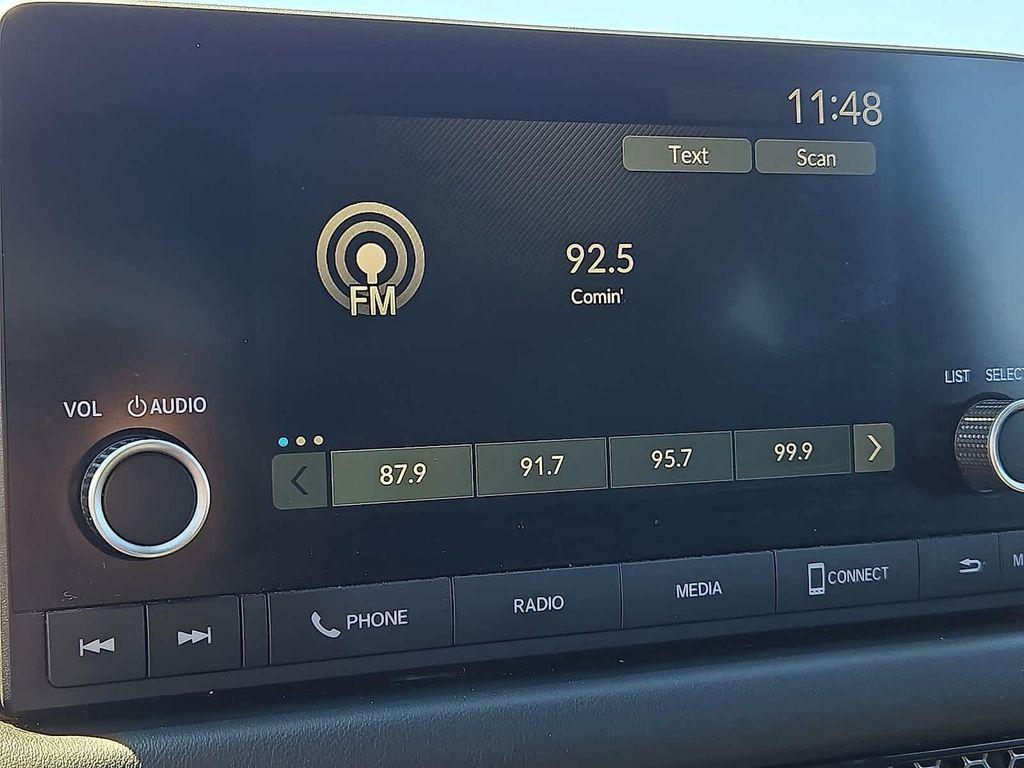 11:48
Text Scan
92.5
FM
Comin'
LIST SELECT
VOL AUDIO
87.9 91.7 95.7 99.9
PHONE RADIO MEDIA CONNECT